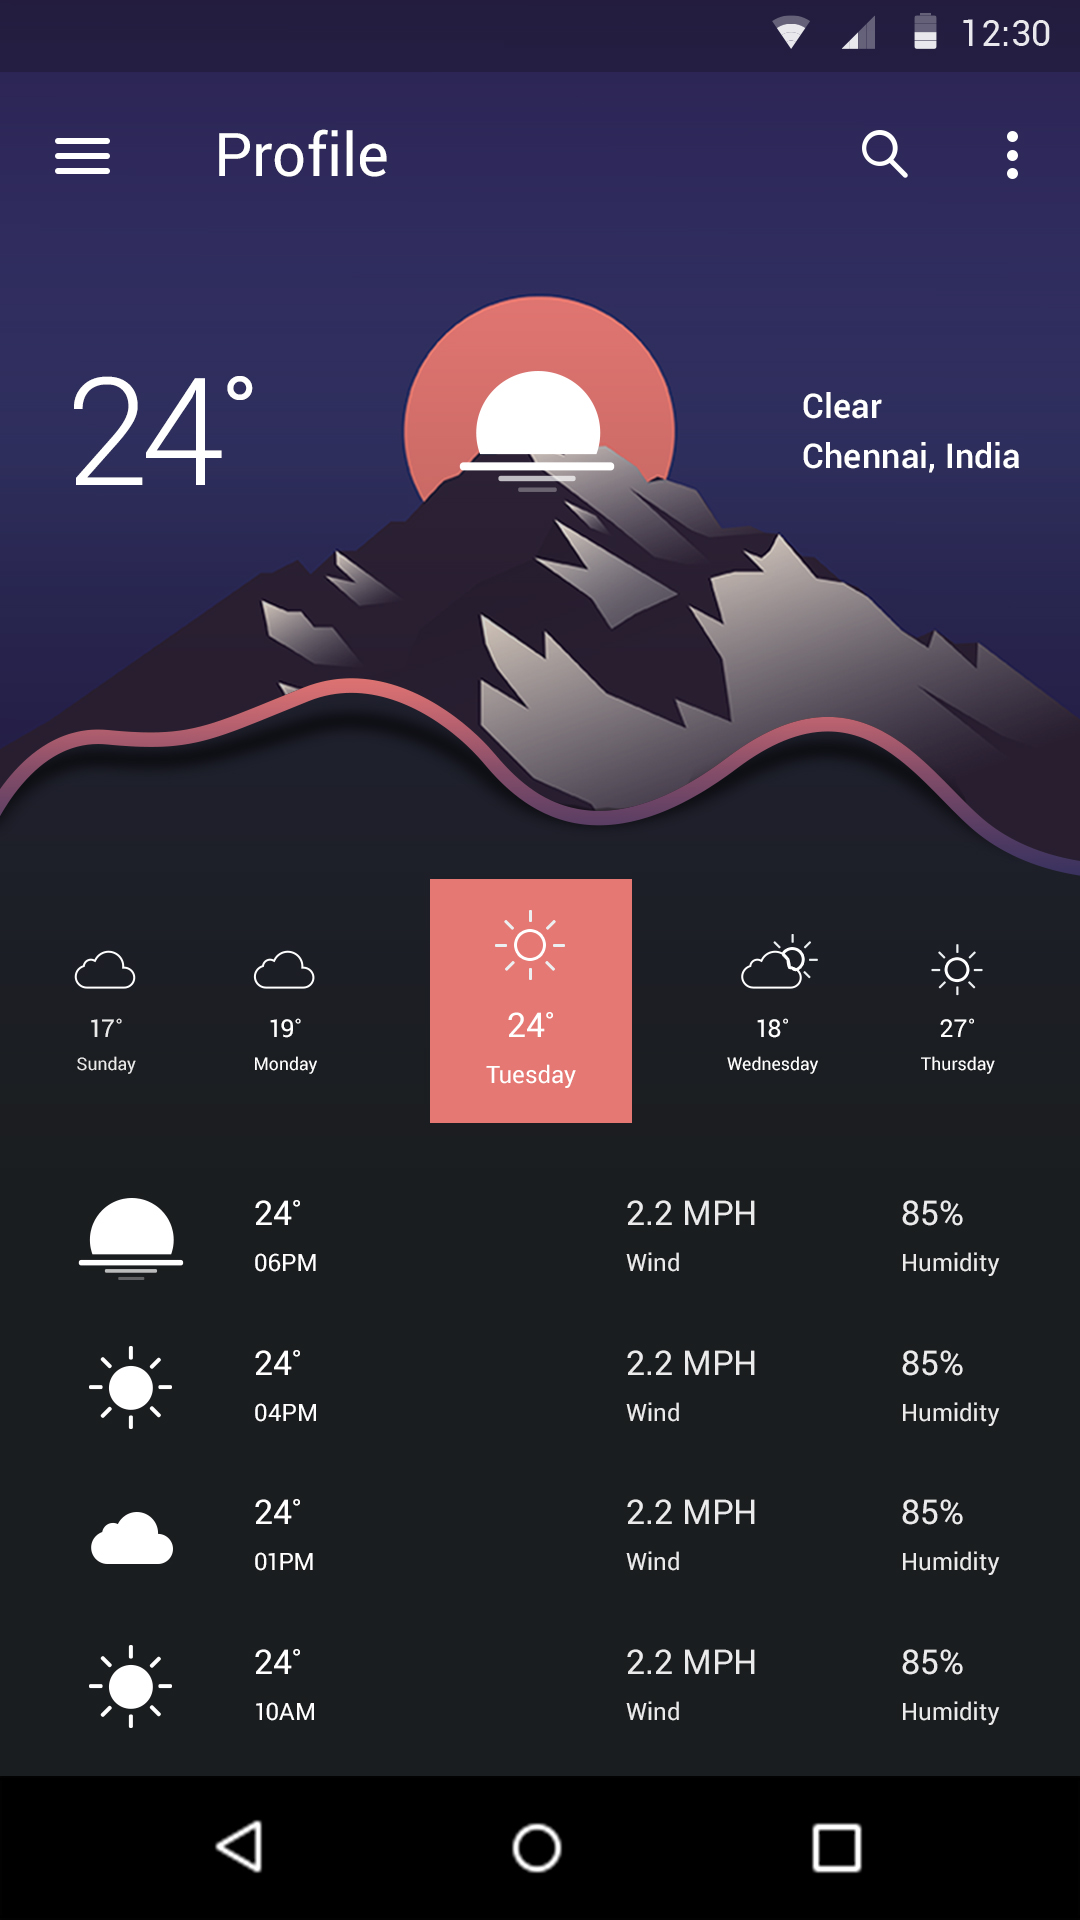 12:30
Profile
24°
Clear
Chennai, India
17° 19° 24° 18° 27°
Sunday Monday Tuesday Wednesday Thursday
24° 2.2 MPH 85%
06PM Wind Humidity
24° 2.2 MPH 85%
04PM Wind Humidity
24° 2.2 MPH 85%
01PM Wind Humidity
24° 2.2 MPH 85%
10AM Wind Humidity